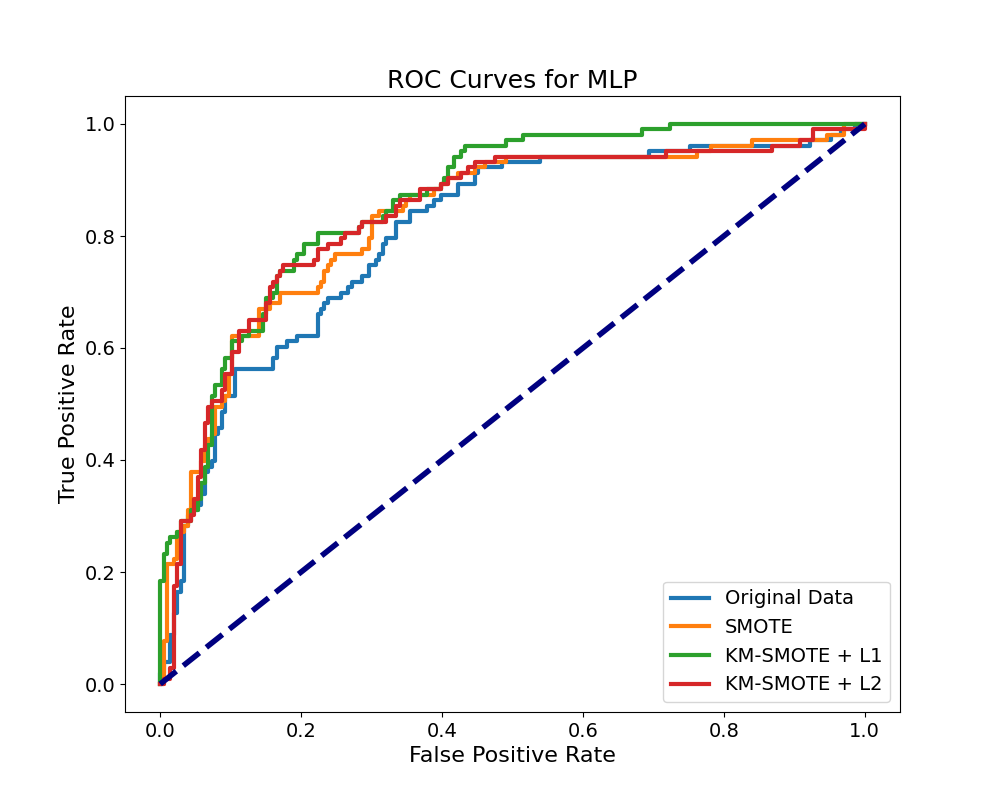 ROC Curves for MLP
True Positive Rate
1.0
0.8
0.6
0.4
0.2
0.0
0.0 0.2 0.4 0.6 0.8 1.0
False Positive Rate
Original Data
SMOTE
KM-SMOTE + L1
KM-SMOTE + L2